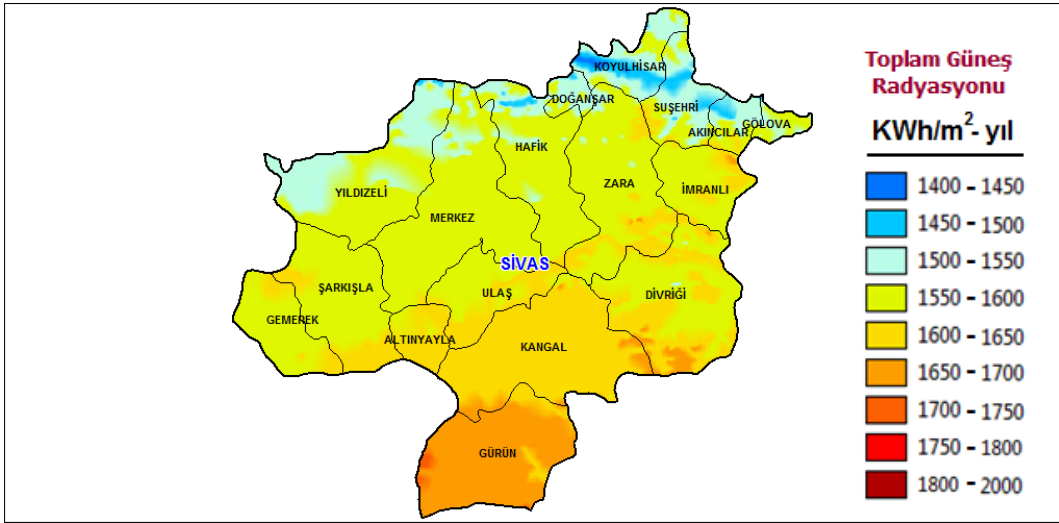 KOYULHİSAR
DOĞANŞAR
SUŞEHRİ
GÖLOVA
AKINCILAR
HAFİK
ZARA
İMRANLI
YILDIZELİ
MERKEZ
SİVAS
ŞARKIŞLA
ULAŞ
DİVRİĞİ
GEMEREK
ALTINYAYLA
KANGAL
GÜRÜN
Toplam Güneş
Radyasyonu
KWh/m²- yıl
1400 - 1450
1450 - 1500
1500 - 1550
1550 - 1600
1600 - 1650
1650 - 1700
1700 - 1750
1750 - 1800
1800 - 2000